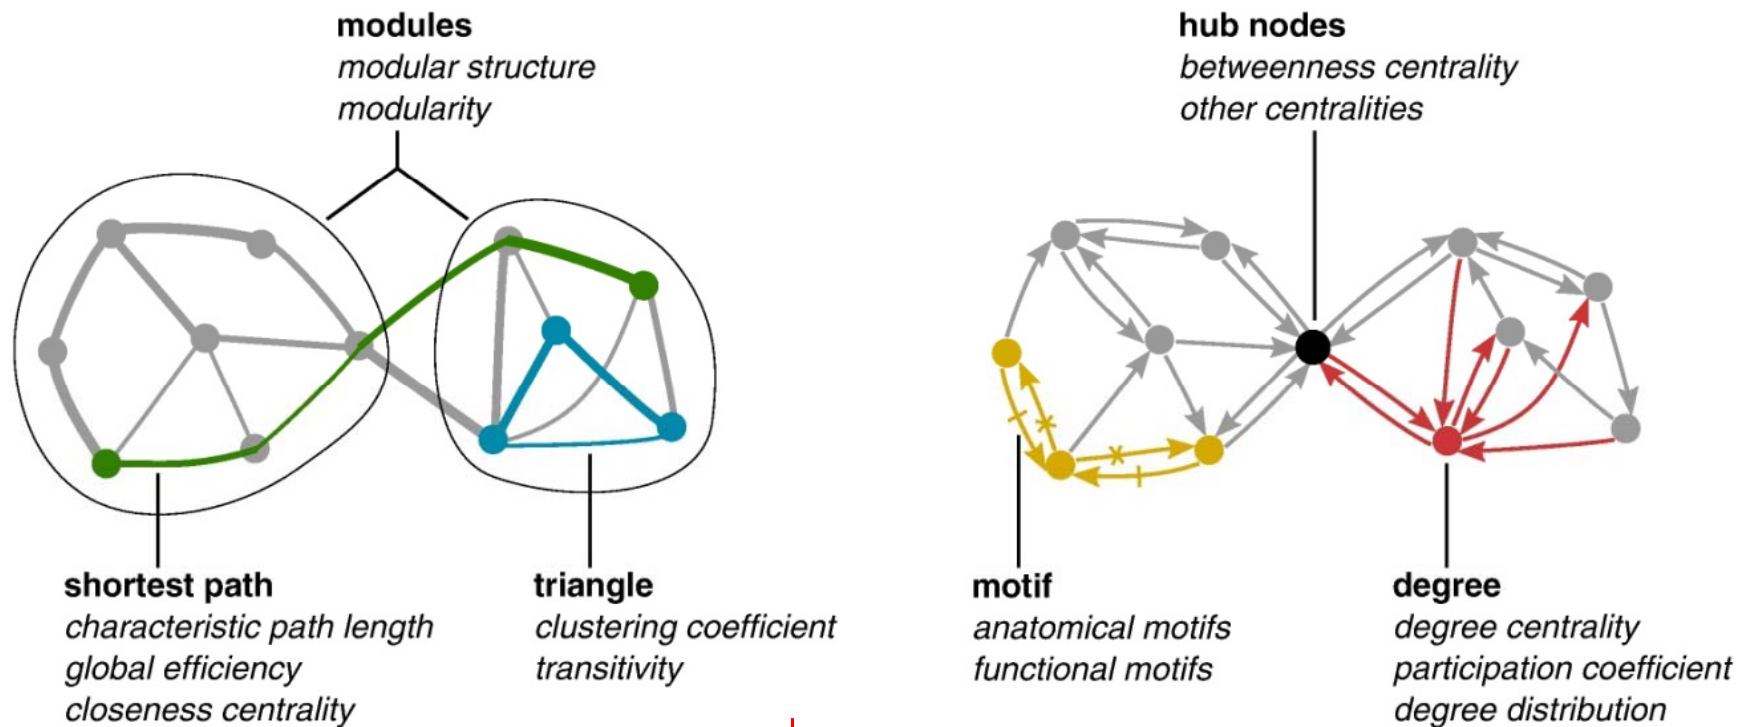 modules
modular structure
modularity
hub nodes
betweenness centrality
other centralities
shortest path
characteristic path length
global efficiency
closeness centrality
triangle
clustering coefficient
transitivity
motif
anatomical motifs
functional motifs
degree
degree centrality
participation coefficient
degree distribution